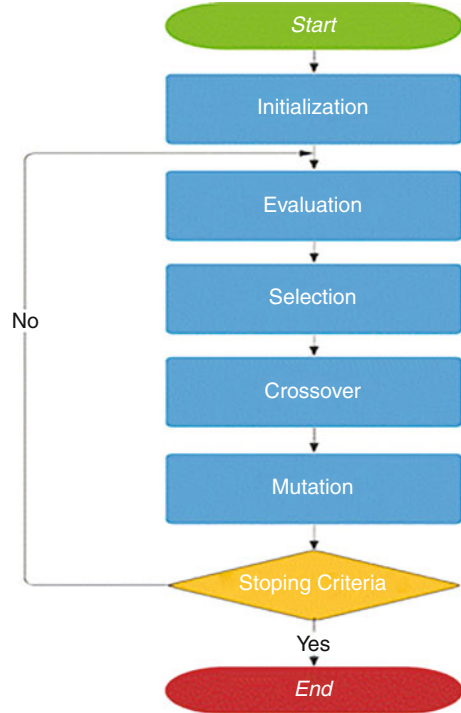 Start
Initialization
Evaluation
Selection
No
Crossover
Mutation
Stoping Criteria
Yes
End